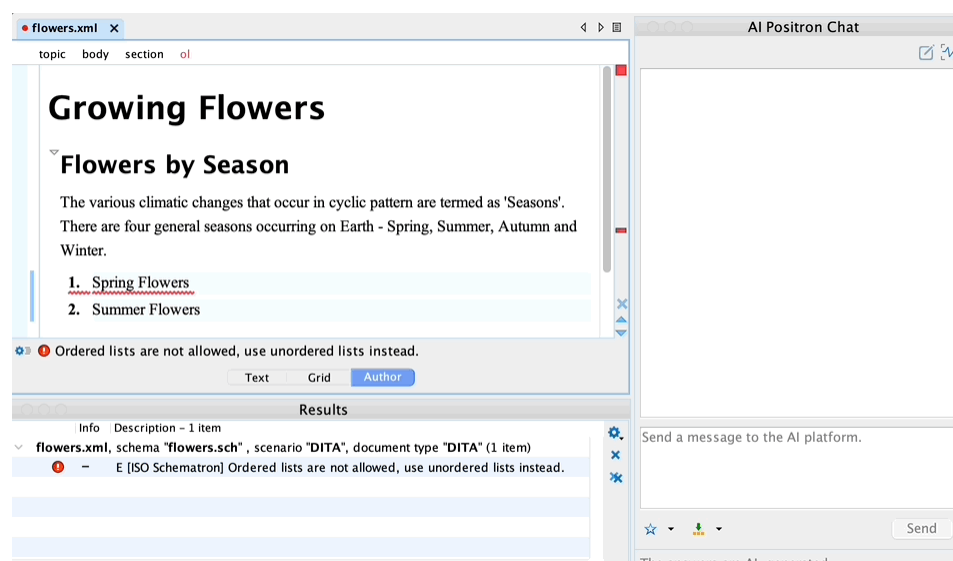 flowers.xml
topic body section ol
Growing Flowers
Flowers by Season
The various climatic changes that occur in cyclic pattern are termed as 'Seasons'.
There are four general seasons occurring on Earth - Spring, Summer, Autumn and
Winter.
1. Spring Flowers
2. Summer Flowers
Ordered lists are not allowed, use unordered lists instead.
Text Grid Author
Results
Info Description – 1 item
flowers.xml, schema "flowers.sch" , scenario "DITA", document type "DITA" (1 item)
E [ISO Schematron] Ordered lists are not allowed, use unordered lists instead.
AI Positron Chat
Send a message to the AI platform.
Send